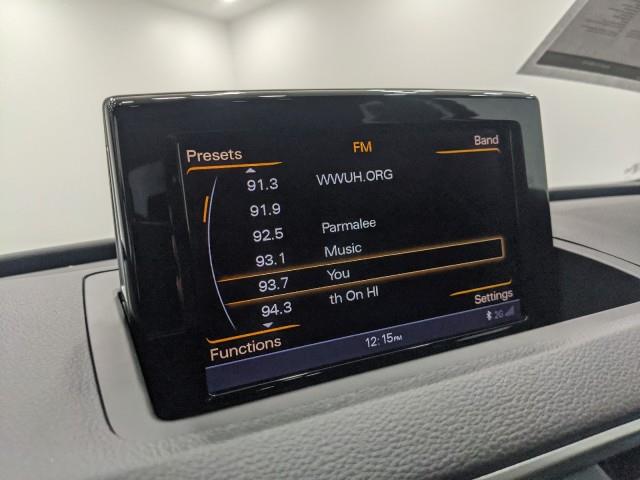 Presets
FM
Band
91.3 WWUH.ORG
91.9
92.5 Parmalee
93.1 Music
93.7 You
94.3 th On HI
Functions
Settings
12:15PM
2G